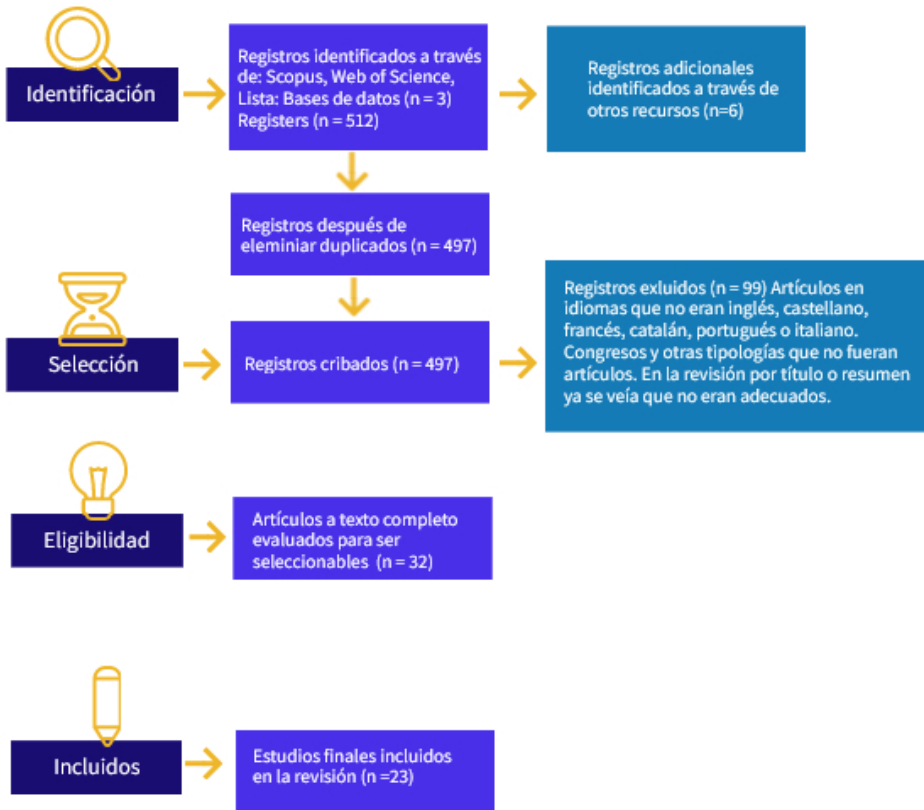 Identificación
Registros identificados a través
de: Scopus, Web of Science,
Lista: Bases de datos (n = 3)
Registers (n = 512)
Registros adicionales
identificados a través de
otros recursos (n=6)
Registros después de
eleminiar duplicados (n = 497)
Selección
Registros cribados (n = 497)
Registros exluidos (n = 99) Artículos en
idiomas que no eran inglés, castellano,
francés, catalán, portugués o italiano.
Congresos y otras tipologías que no fueran
artículos. En la revisión por título o resumen
ya se veía que no eran adecuados.
Eligibilidad
Artículos a texto completo
evaluados para ser
seleccionables (n = 32)
Incluidos
Estudios finales incluidos
en la revisión (n =23)